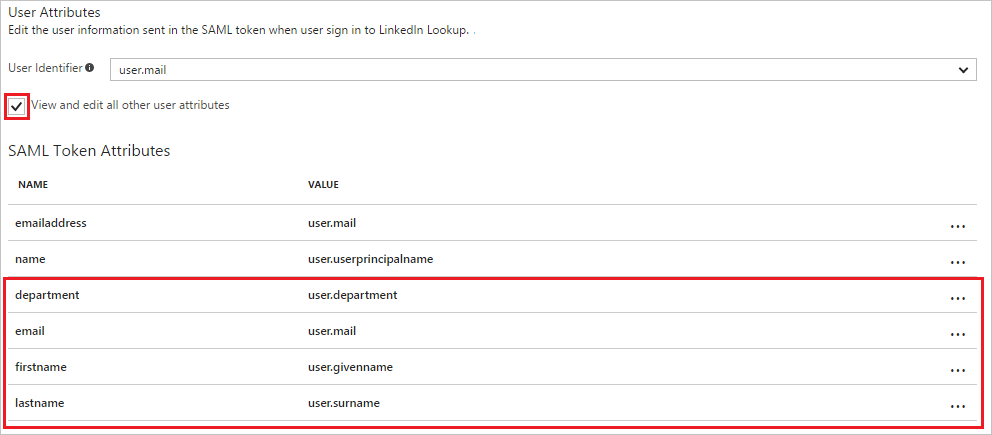 User Attributes
Edit the user information sent in the SAML token when user sign in to LinkedIn Lookup. .
User Identifier
user.mail
View and edit all other user attributes
SAML Token Attributes
NAME VALUE
emailaddress user.mail ...
name user.userprincipalname ...
department user.department ...
email user.mail ...
firstname user.givenname ...
lastname user.surname ...